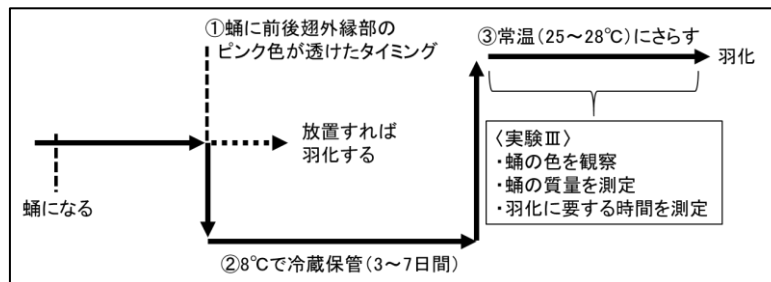 ①蛹に前後翅外縁部の
ピンク色が透けたタイミング
③常温（25～28℃）にさらす
羽化
放置すれば
羽化する
蛹になる
〈実験Ⅲ〉
・蛹の色を観察
・蛹の質量を測定
・羽化に要する時間を測定
②8℃で冷蔵保管（3～7日間）